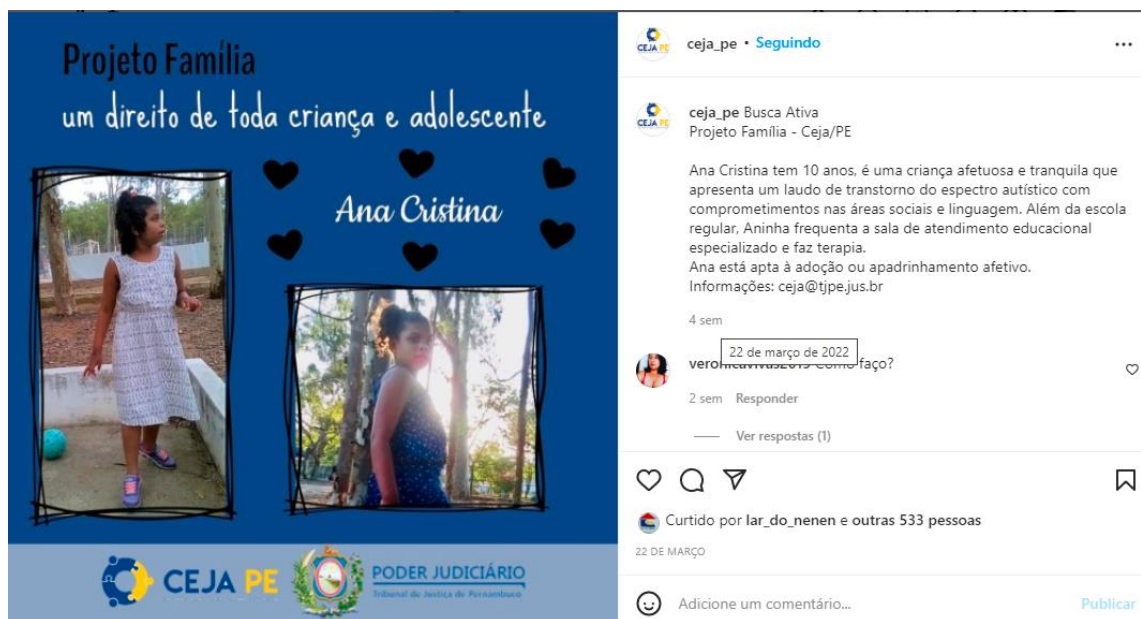 Projeto Família
um direito de toda criança e adolescente
Ana Cristina
CEJA PE
PODER JUDICIÁRIO
Tribunal de Justiça de Pernambuco
CEJA PE
ceja_pe • Seguindo
CEJA PE
ceja_pe Busca Ativa
Projeto Família - Ceja/PE
Ana Cristina tem 10 anos, é uma criança afetuosa e tranquila que
apresenta um laudo de transtorno do espectro autístico com
comprometimentos nas áreas sociais e linguagem. Além da escola
regular, Aninha frequenta a sala de atendimento educacional
especializado e faz terapia.
Ana está apta à adoção ou apadrinhamento afetivo.
Informações: ceja@tjpe.jus.br
4 sem
22 de março de 2022
faço?
2 sem Responder
Ver respostas (1)
Curtido por lar_do_nenen e outras 533 pessoas
22 DE MARÇO
Adicione um comentário... Publicar